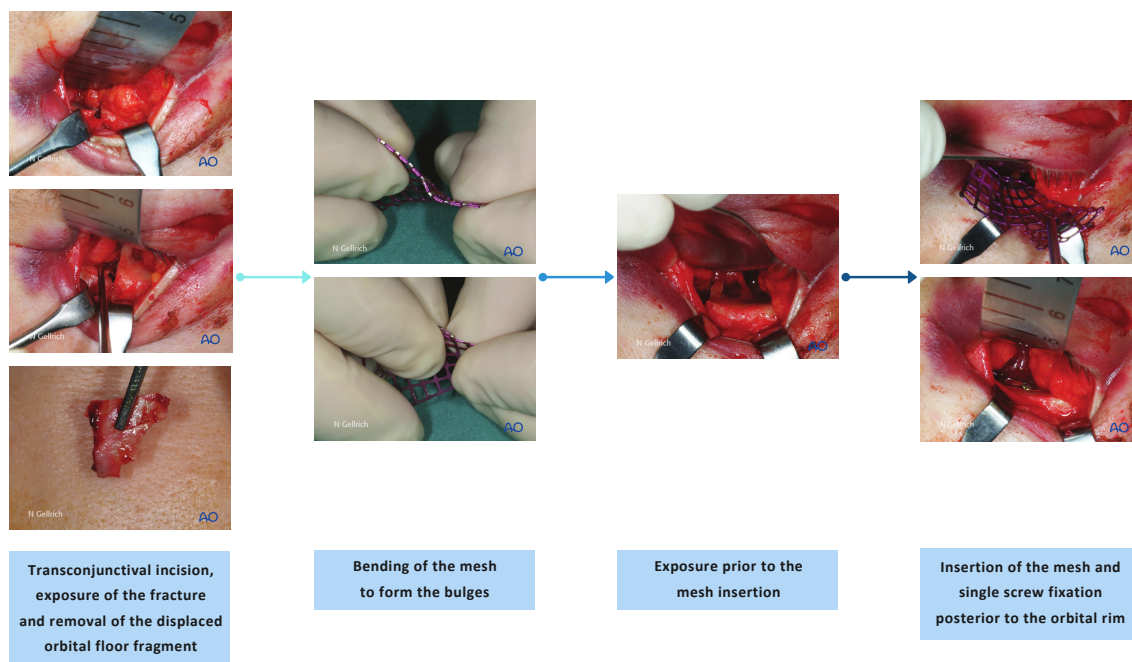 N Gellrich
AO
N Gellrich
AO
N Gellrich
AO
Transconjunctival incision,
exposure of the fracture
and removal of the displaced
orbital floor fragment
N Gellrich
AO
N Gellrich
AO
Bending of the mesh
to form the bulges
N Gellrich
AO
Exposure prior to the
mesh insertion
N Gellrich
AO
N Gellrich
AO
Insertion of the mesh and
single screw fixation
posterior to the orbital rim